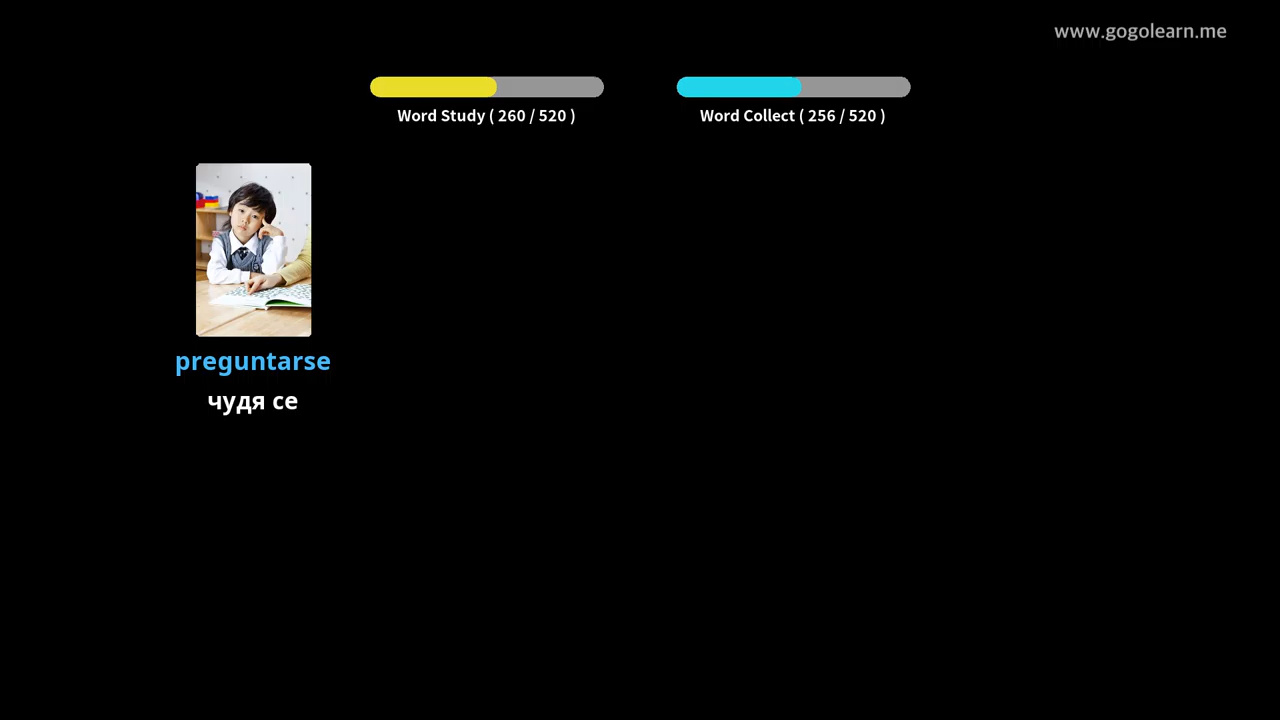 www.gogolearn.me
Word Study ( 260 / 520 )
Word Collect ( 256 / 520 )
preguntarse
чудя се